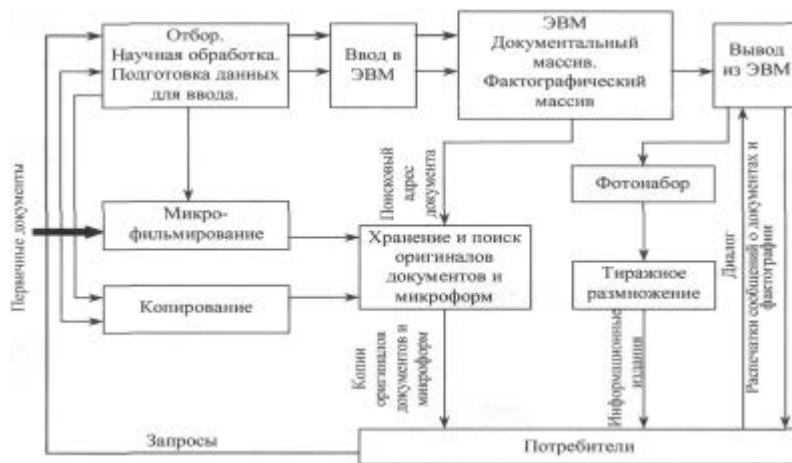 Отбор.
Научная обработка.
Подготовка данных
для ввода.
Ввод в
ЭВМ
ЭВМ
Документальный
массив.
Фактографический
массив
Вывод
из ЭВМ
Поисковый
адрес
документа
Фотонабор
Первичные документы
Микро-
фильмирование
Хранение и поиск
оригиналов
документов и
микроформ
Тиражное
размножение
Диалог
Распечатки сообщений о документах и
фактографии
Копирование
Копии
оригиналов
документов и
микроформ
Информационные
издания
Запросы
Потребители